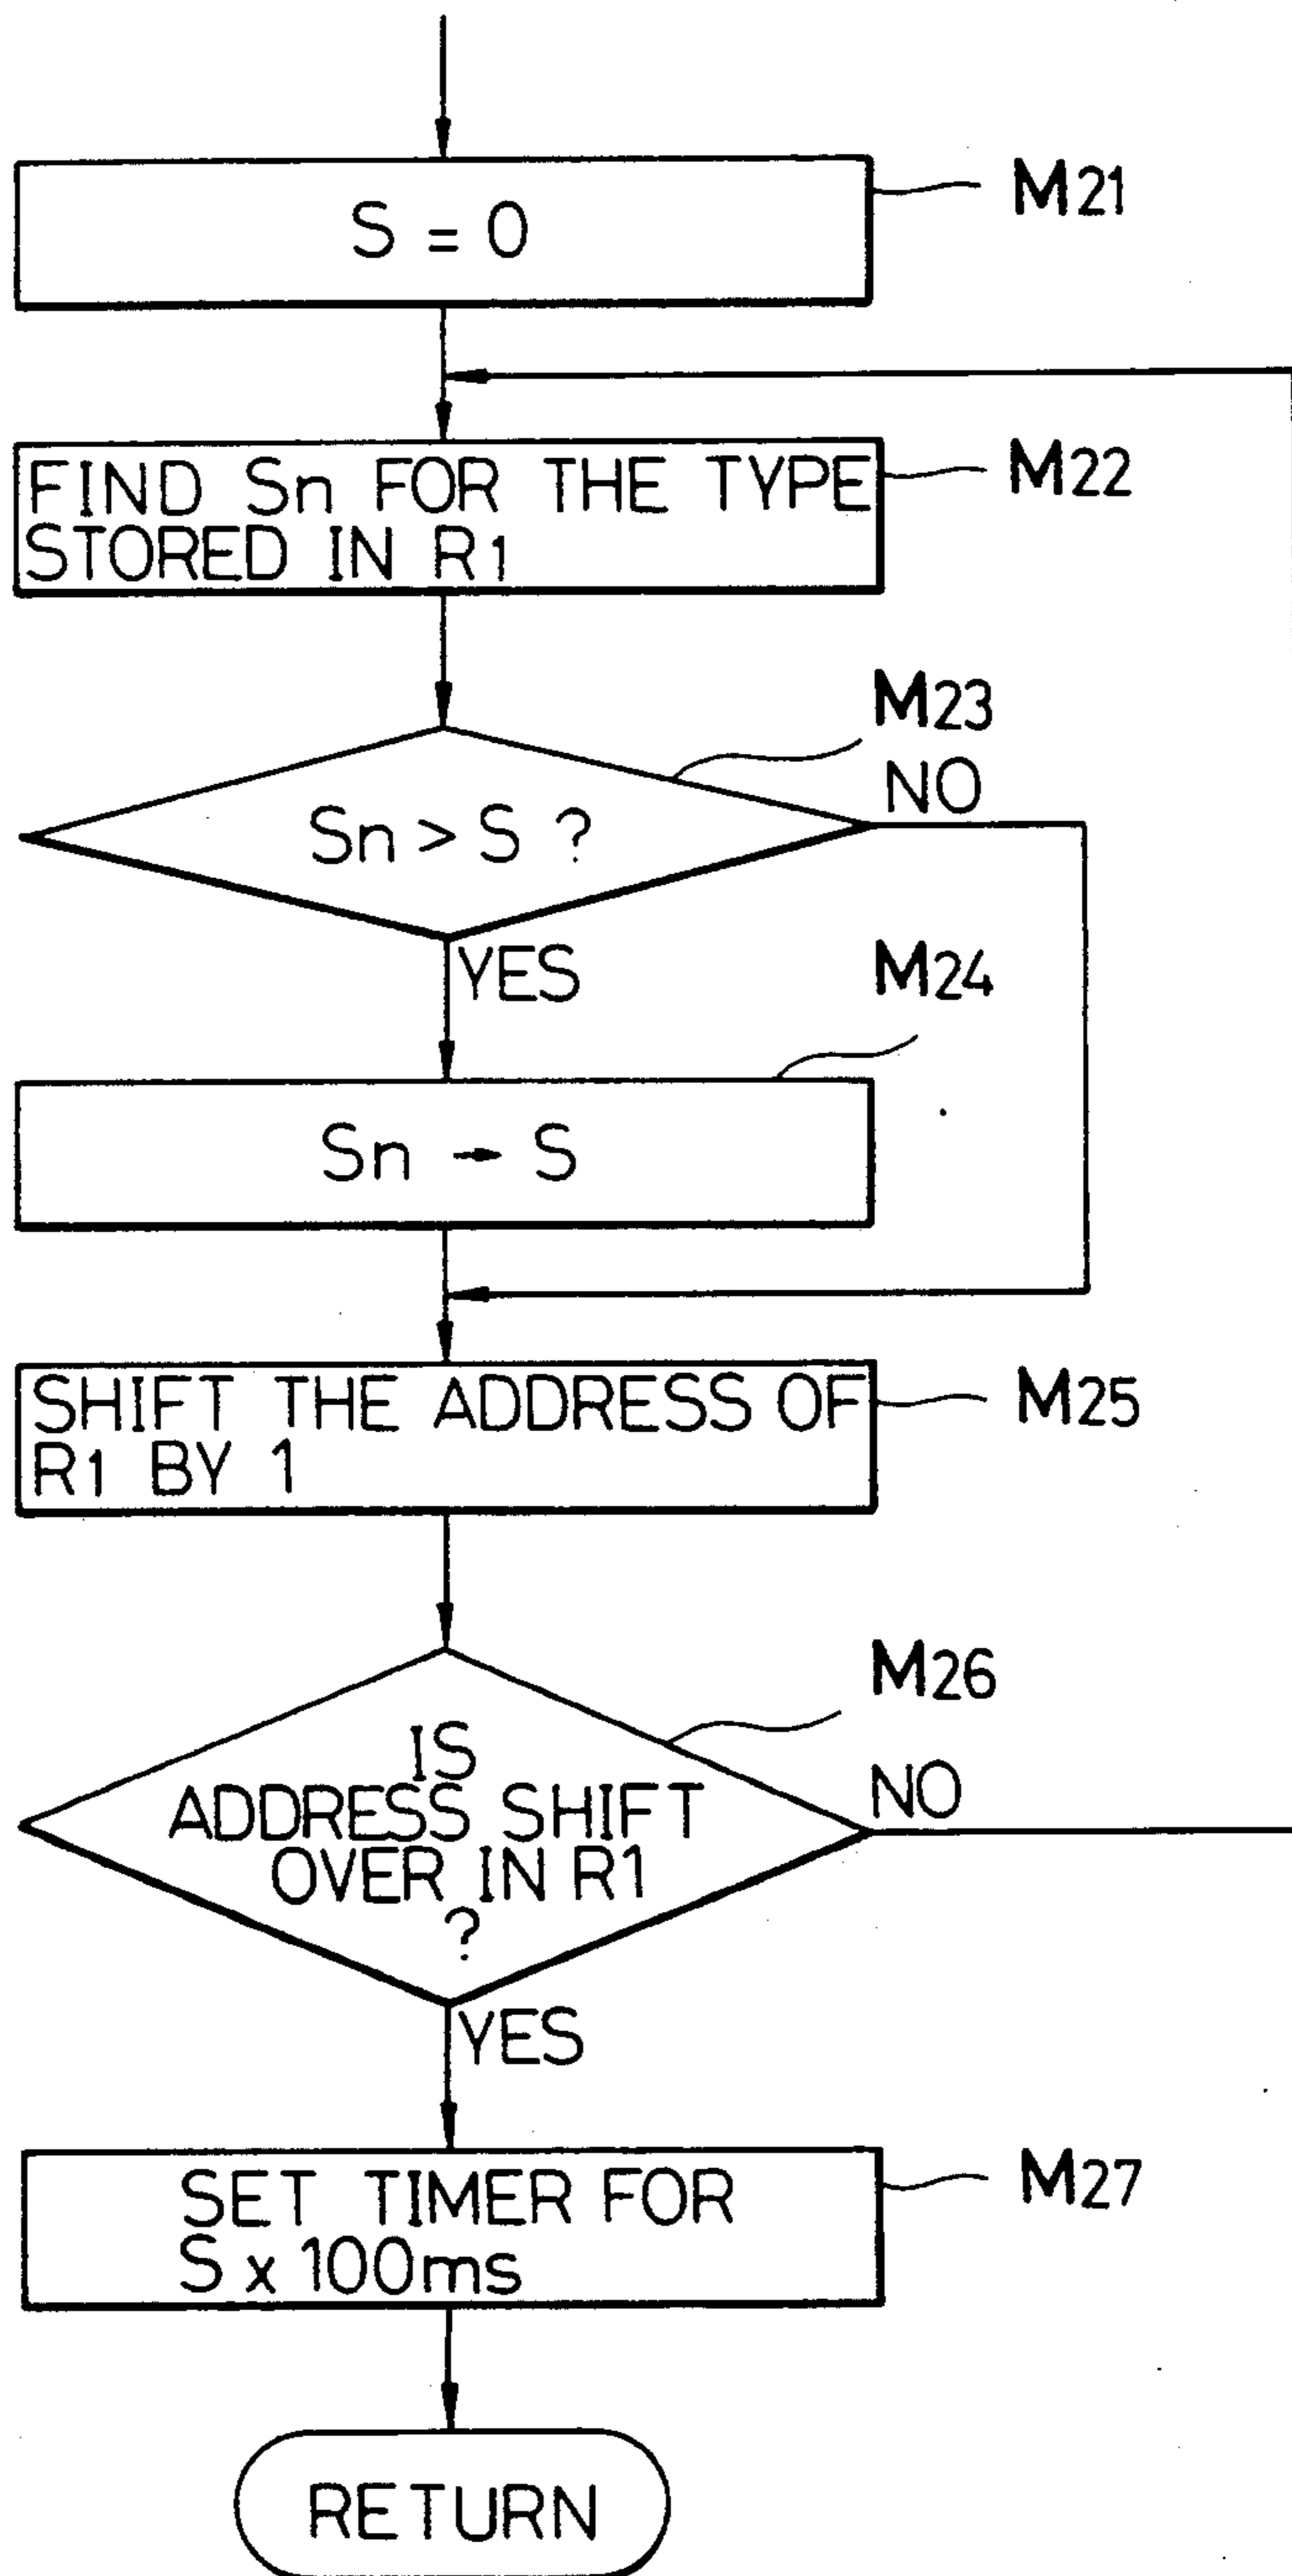 S = 0
M21
FIND Sn FOR THE TYPE
STORED IN R1
M22
M23
Sn > S ?
NO
YES
M24
Sn → S
SHIFT THE ADDRESS OF
R1 BY 1
M25
M26
IS
ADDRESS SHIFT
OVER IN R1
?
NO
YES
SET TIMER FOR
S x 100ms
M27
RETURN